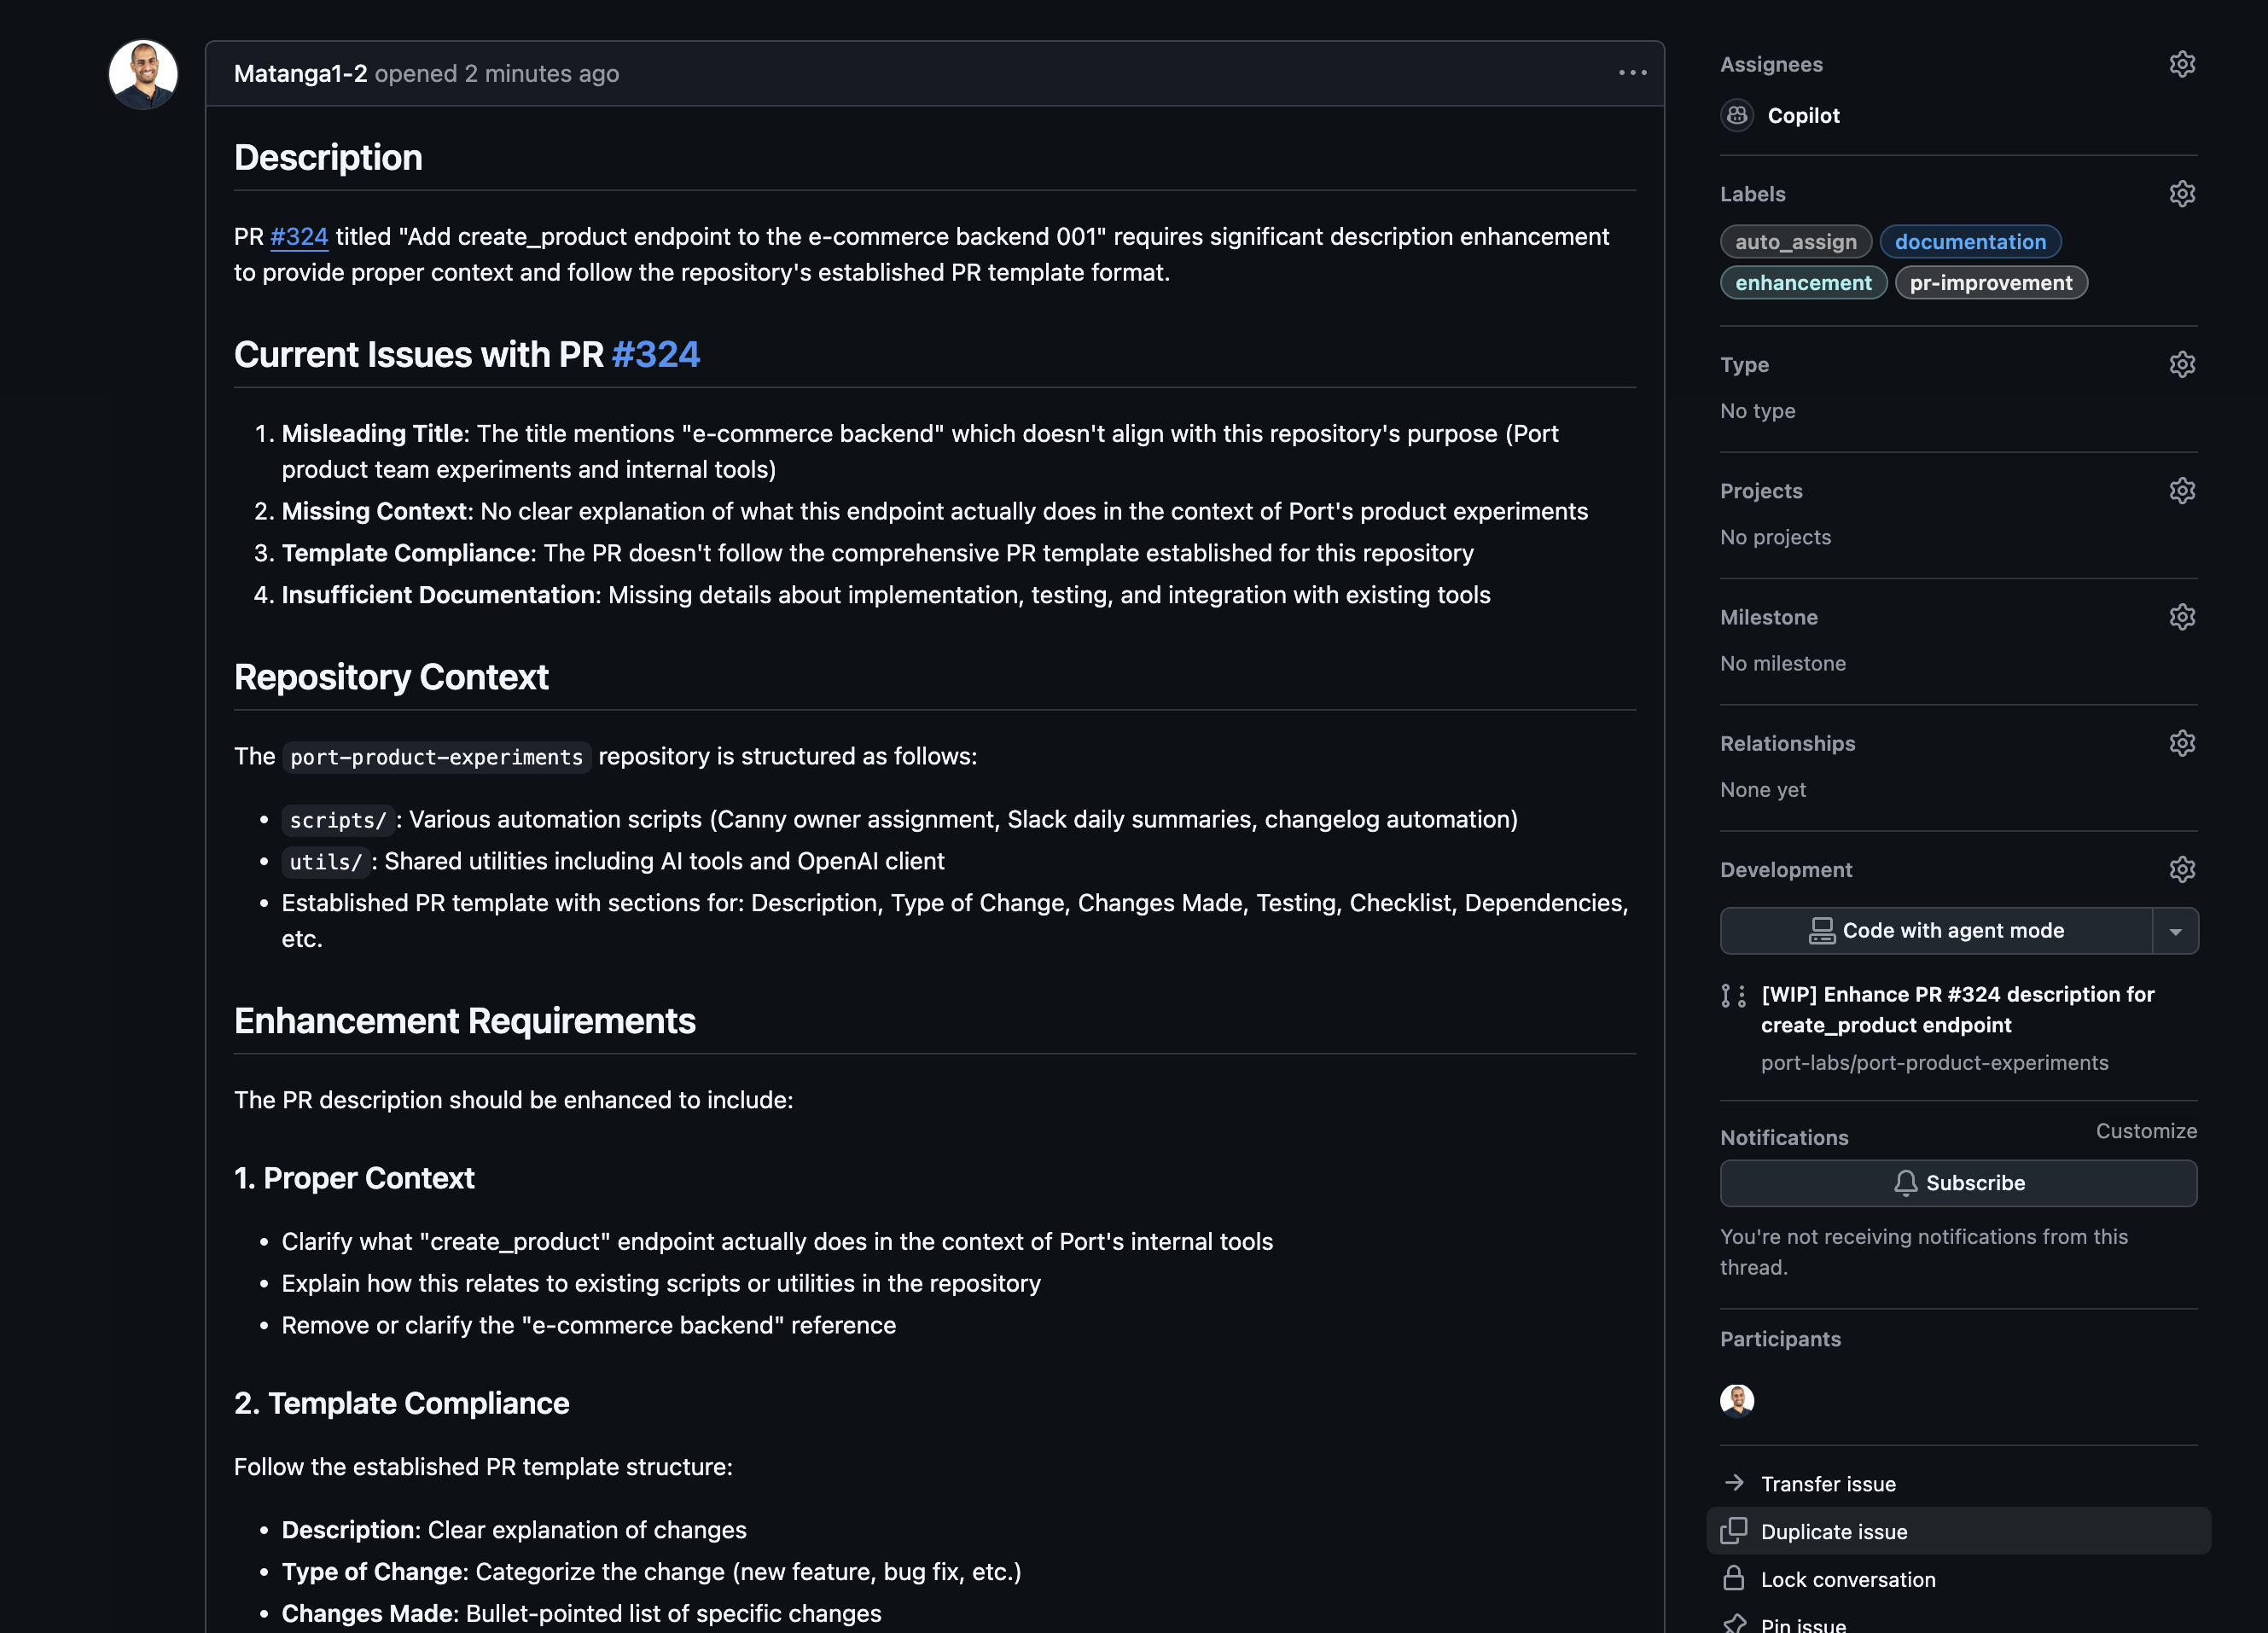 Matanga1-2 opened 2 minutes ago
Description
PR #324 titled "Add create_product endpoint to the e-commerce backend 001" requires significant description enhancement
to provide proper context and follow the repository's established PR template format.
Current Issues with PR #324
1. Misleading Title: The title mentions "e-commerce backend" which doesn't align with this repository's purpose (Port
product team experiments and internal tools)
2. Missing Context: No clear explanation of what this endpoint actually does in the context of Port's product experiments
3. Template Compliance: The PR doesn't follow the comprehensive PR template established for this repository
4. Insufficient Documentation: Missing details about implementation, testing, and integration with existing tools
Repository Context
The port-product-experiments repository is structured as follows:
• scripts/: Various automation scripts (Canny owner assignment, Slack daily summaries, changelog automation)
• utils/: Shared utilities including AI tools and OpenAI client
• Established PR template with sections for: Description, Type of Change, Changes Made, Testing, Checklist, Dependencies,
etc.
Enhancement Requirements
The PR description should be enhanced to include:
1. Proper Context
• Clarify what "create_product" endpoint actually does in the context of Port's internal tools
• Explain how this relates to existing scripts or utilities in the repository
• Remove or clarify the "e-commerce backend" reference
2. Template Compliance
Follow the established PR template structure:
• Description: Clear explanation of changes
• Type of Change: Categorize the change (new feature, bug fix, etc.)
• Changes Made: Bullet-pointed list of specific changes
Assignees
Copilot
Labels
auto_assign documentation
enhancement pr-improvement
Type
No type
Projects
No projects
Milestone
No milestone
Relationships
None yet
Development
Code with agent mode
[WIP] Enhance PR #324 description for
create_product endpoint
port-labs/port-product-experiments
Notifications Customize
Subscribe
You're not receiving notifications from this
thread.
Participants
Transfer issue
Duplicate issue
Lock conversation
Pin issue